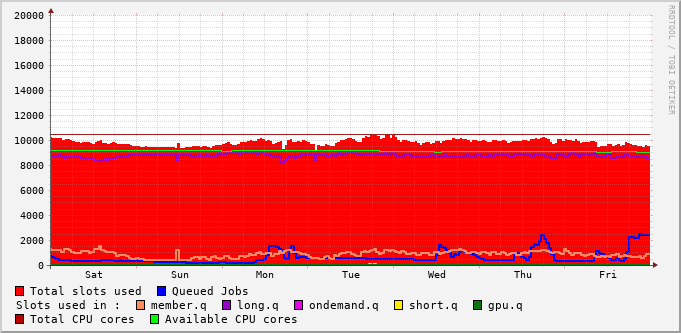 RRDTOOL / TOBI OETIKER
20000
18000
16000
14000
12000
10000
8000
6000
4000
2000
0
Sat Sun Mon Tue Wed Thu Fri
Total slots used Queued Jobs
Slots used in : member.q long.q ondemand.q short.q gpu.q
Total CPU cores Available CPU cores